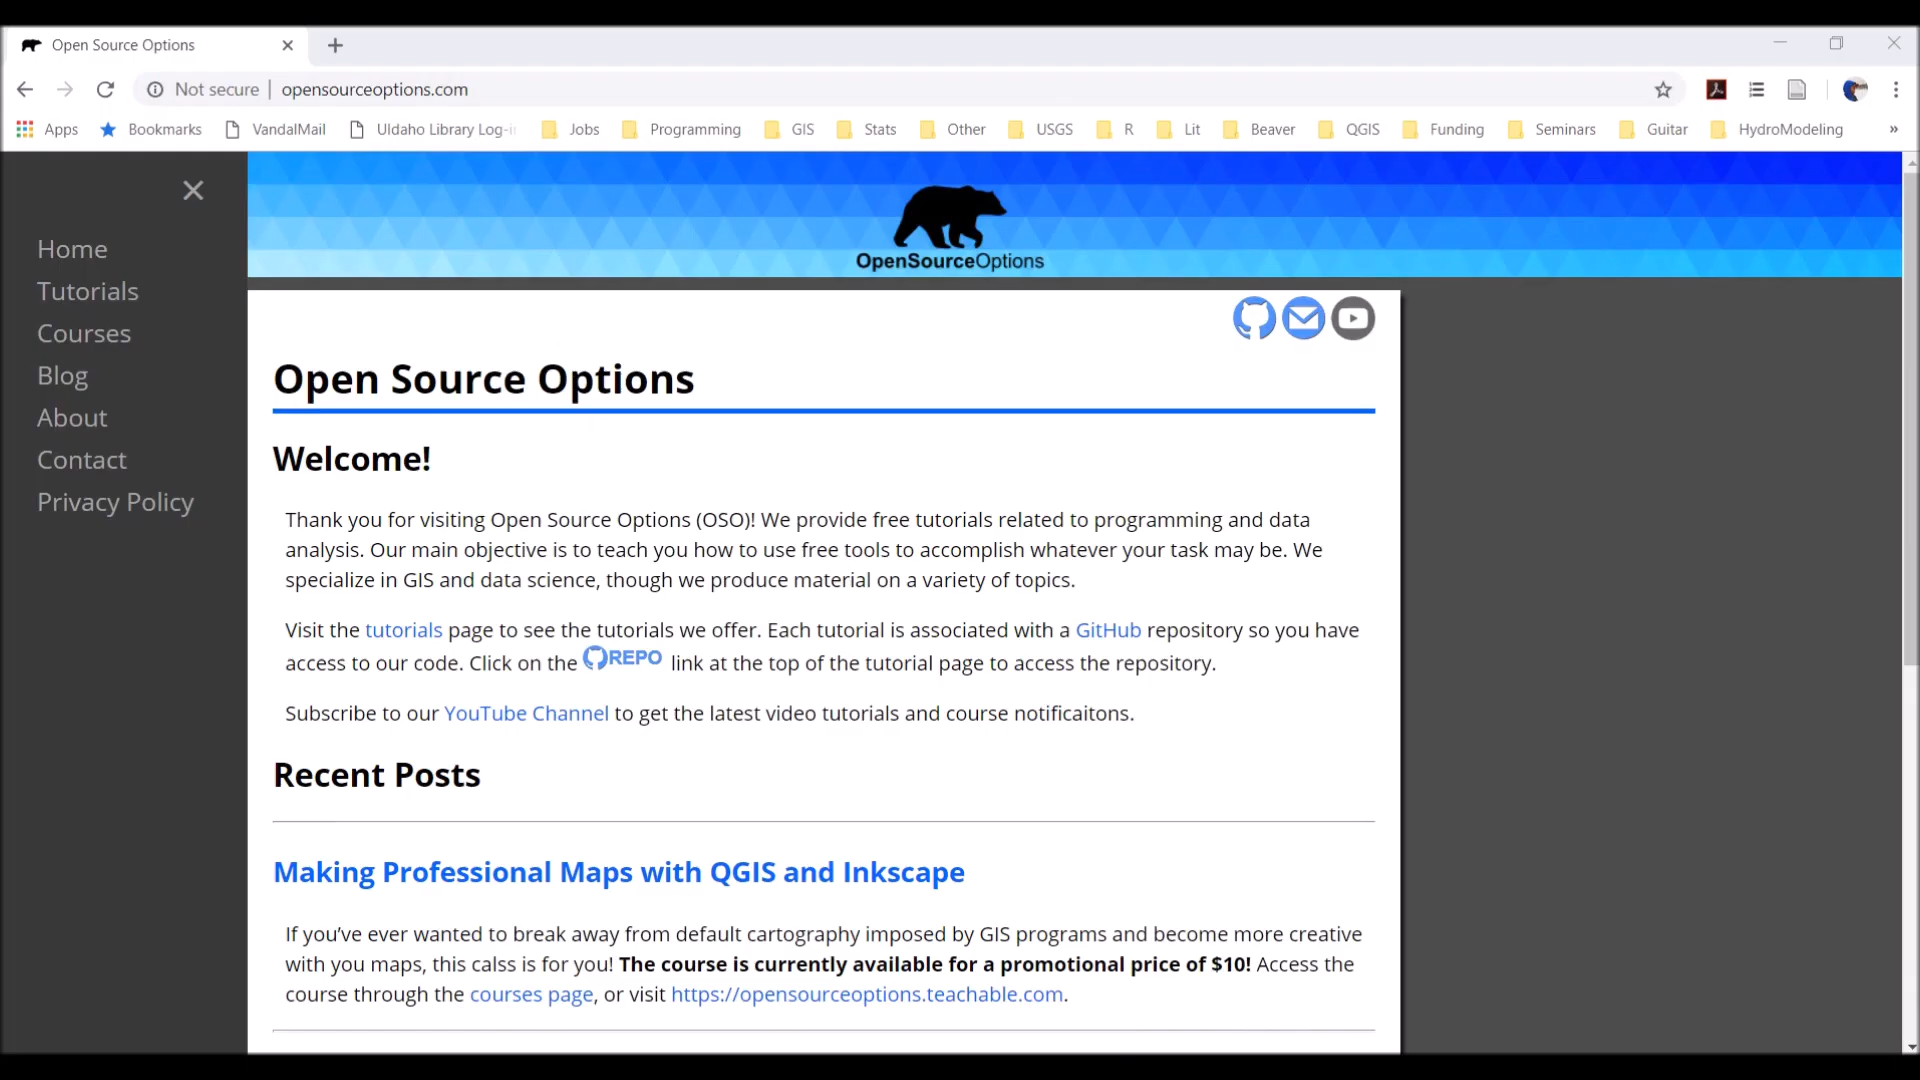 Open Source Options
Not secure | opensourceoptions.com
Apps Bookmarks VandalMail UIdaho Library Log-i Jobs Programming GIS Stats Other USGS R Lit Beaver QGIS Funding Seminars Guitar HydroModeling »
Home
Tutorials
Courses
Blog
About
Contact
Privacy Policy
OpenSourceOptions
Open Source Options
Welcome!
Thank you for visiting Open Source Options (OSO)! We provide free tutorials related to programming and data
analysis. Our main objective is to teach you how to use free tools to accomplish whatever your task may be. We
specialize in GIS and data science, though we produce material on a variety of topics.
Visit the tutorials page to see the tutorials we offer. Each tutorial is associated with a GitHub repository so you have
access to our code. Click on the REPO link at the top of the tutorial page to access the repository.
Subscribe to our YouTube Channel to get the latest video tutorials and course notificaitons.
Recent Posts
Making Professional Maps with QGIS and Inkscape
If you've ever wanted to break away from default cartography imposed by GIS programs and become more creative
with you maps, this calss is for you! The course is currently available for a promotional price of $10! Access the
course through the courses page, or visit https://opensourceoptions.teachable.com.